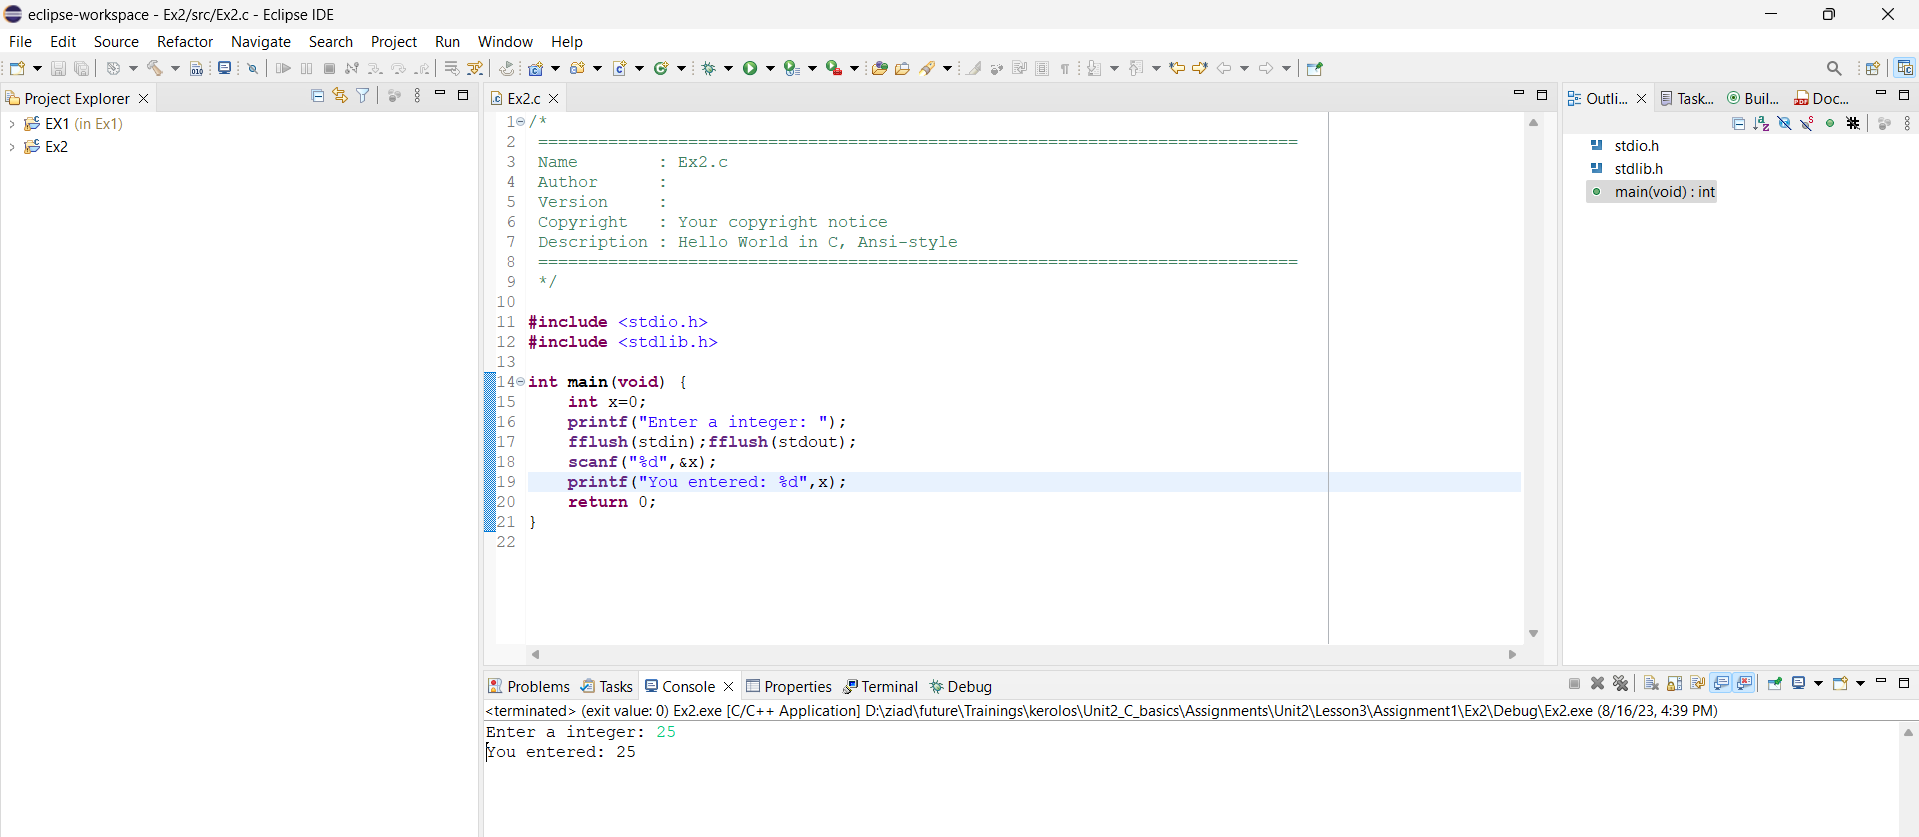 eclipse-workspace - Ex2/src/Ex2.c - Eclipse IDE
File Edit Source Refactor Navigate Search Project Run Window Help
Project Explorer
EX1 (in Ex1)
Ex2
Ex2.c
1 /*
2 ============================================================================
3 Name        : Ex2.c
4 Author      :
5 Version     :
6 Copyright   : Your copyright notice
7 Description : Hello World in C, Ansi-style
8 ============================================================================
9 */
10
11 #include <stdio.h>
12 #include <stdlib.h>
13
14 int main(void) {
15     int x=0;
16     printf("Enter a integer: ");
17     fflush(stdin);fflush(stdout);
18     scanf("%d",&x);
19     printf("You entered: %d",x);
20     return 0;
21 }
22
Outli... Task... Buil... Doc...
stdio.h
stdlib.h
main(void) : int
Problems Tasks Console Properties Terminal Debug
<terminated> (exit value: 0) Ex2.exe [C/C++ Application] D:\ziad\future\Trainings\kerolos\Unit2_C_basics\Assignments\Unit2\Lesson3\Assignment1\Ex2\Debug\Ex2.exe (8/16/23, 4:39 PM)
Enter a integer: 25
You entered: 25